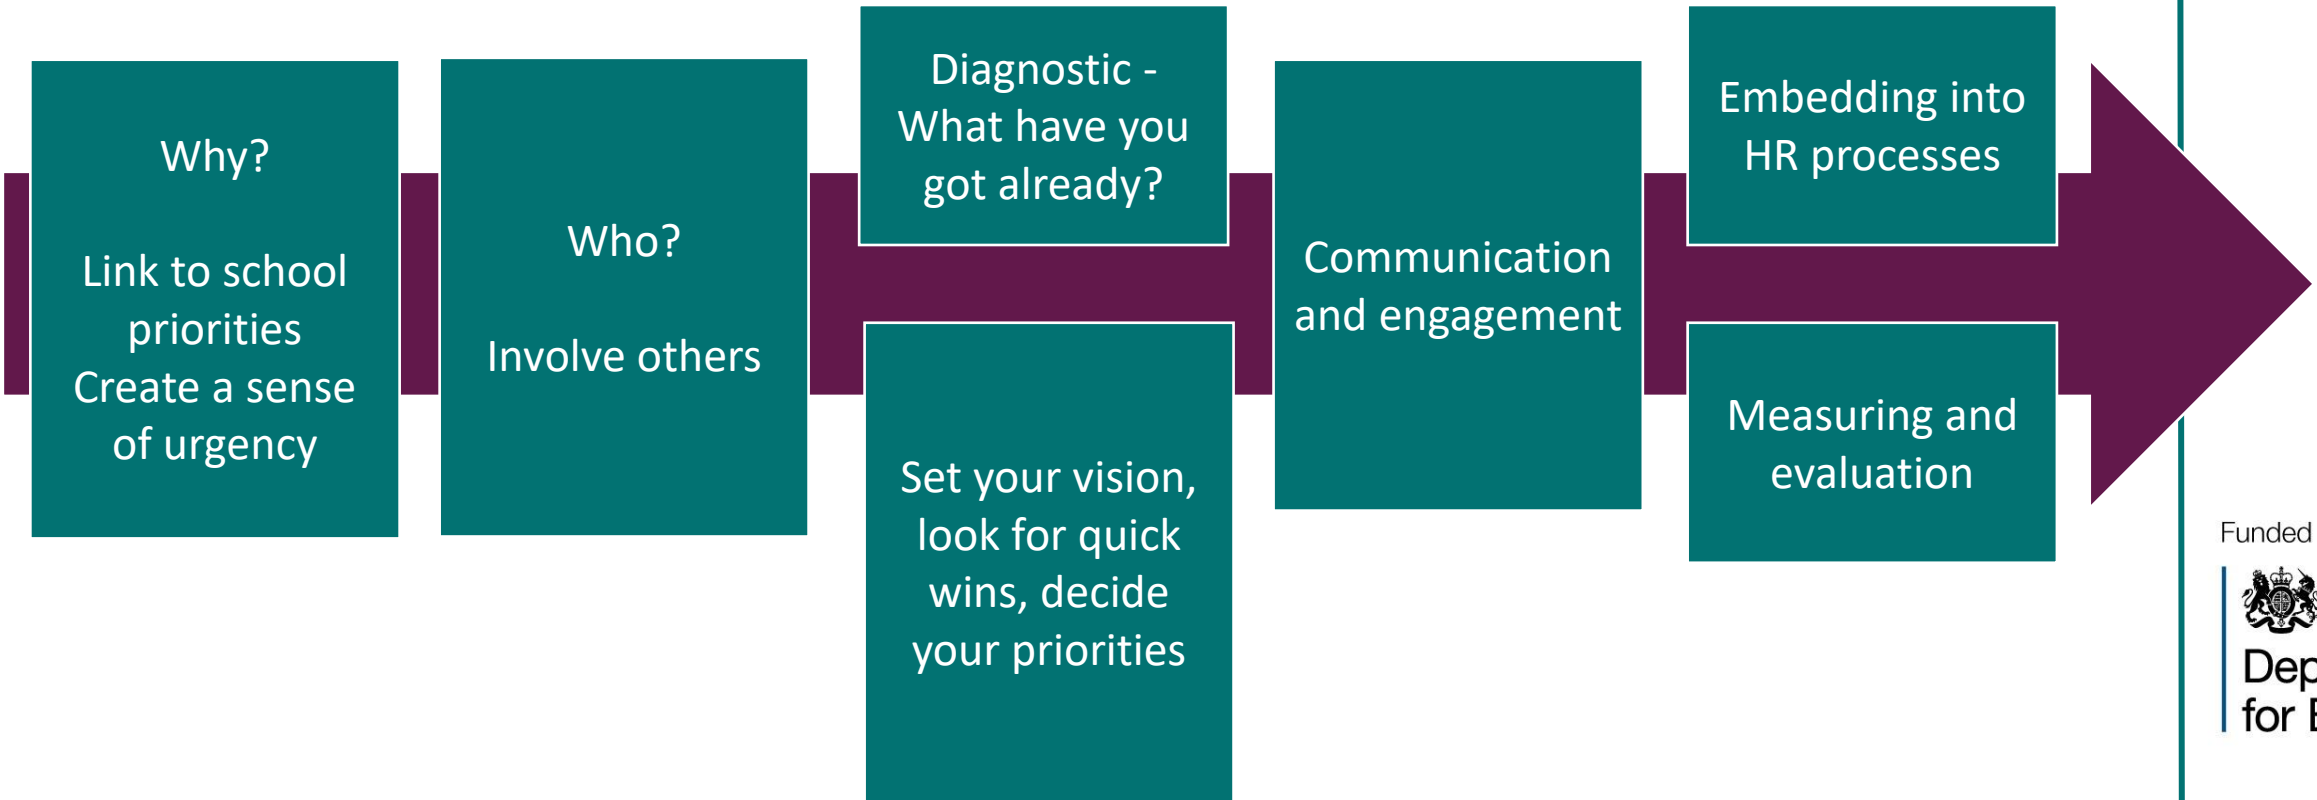 Why?
Link to school
priorities
Create a sense
of urgency
Who?
Involve others
Diagnostic -
What have you
got already?
Set your vision,
look for quick
wins, decide
your priorities
Communication
and engagement
Embedding into
HR processes
Measuring and
evaluation
Funded
Dep
for E